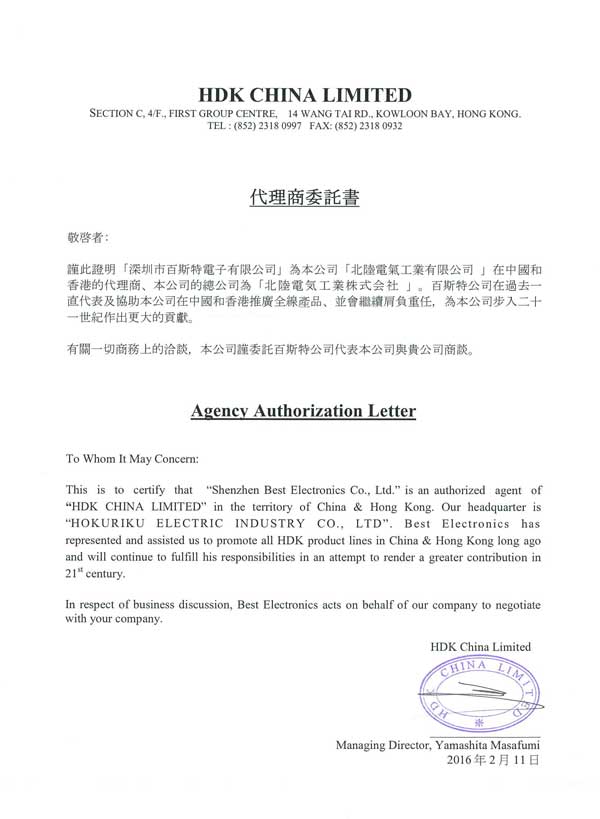 HDK CHINA LIMITED
SECTION C, 4/F., FIRST GROUP CENTRE, 14 WANG TAI RD., KOWLOON BAY, HONG KONG.
TEL : (852) 2318 0997 FAX: (852) 2318 0932
代理商委託書
敬啓者：
謹此證明「深圳市百斯特電子有限公司」為本公司「北陸電氣工業有限公司 」在中國和
香港的代理商、本公司的總公司為「北陸電気工業株式会社 」。百斯特公司在過去一
直代表及協助本公司在中國和香港推廣全線產品、並會繼續肩負重任，為本公司步入二十
一世紀作出更大的貢獻。
有關一切商務上的洽談，本公司謹委託百斯特公司代表本公司與貴公司商談。
Agency Authorization Letter
To Whom It May Concern:
This is to certify that “Shenzhen Best Electronics Co., Ltd.” is an authorized agent of
“HDK CHINA LIMITED” in the territory of China & Hong Kong. Our headquarter is
“HOKURIKU ELECTRIC INDUSTRY CO., LTD”. Best Electronics has
represented and assisted us to promote all HDK product lines in China & Hong Kong long ago
and will continue to fulfill his responsibilities in an attempt to render a greater contribution in
21st century.
In respect of business discussion, Best Electronics acts on behalf of our company to negotiate
with your company.
HDK China Limited
HDK CHINA LIMITED
Managing Director, Yamashita Masafumi
2016 年 2 月 11 日